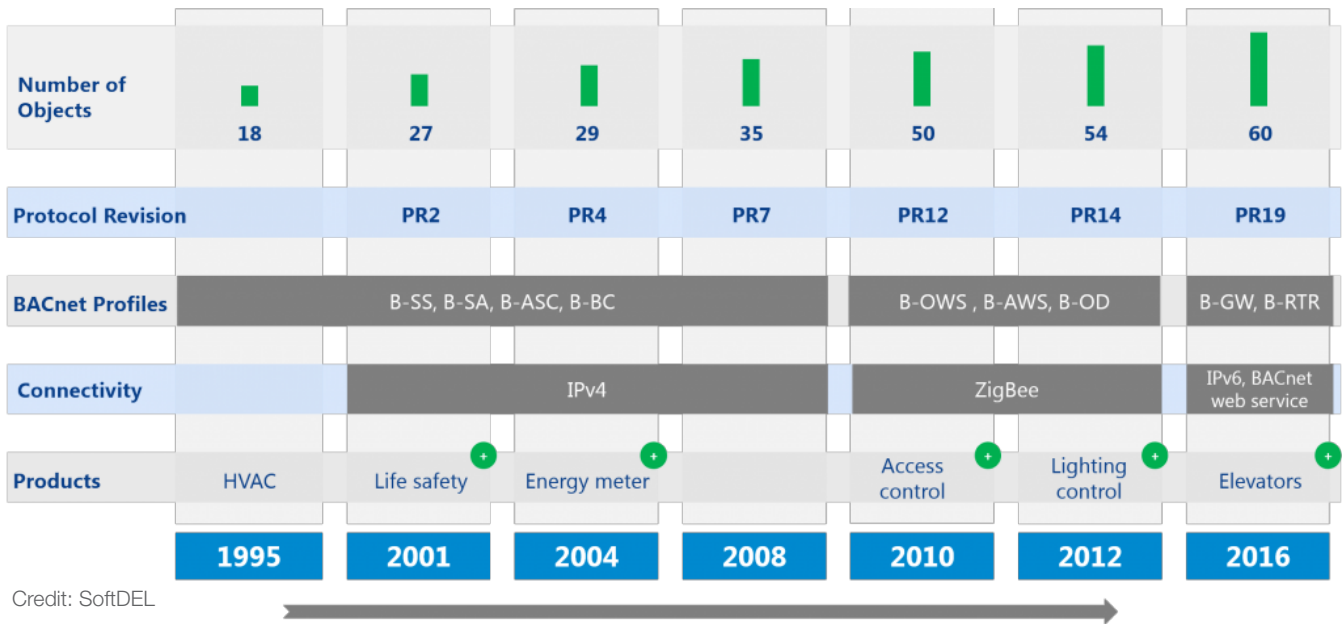 Number of
Objects
18 27 29 35 50 54 60
Protocol Revision PR2 PR4 PR7 PR12 PR14 PR19
BACnet Profiles B-SS, B-SA, B-ASC, B-BC B-OWS , B-AWS, B-OD B-GW, B-RTR
Connectivity IPv4 ZigBee IPv6, BACnet
web service
Products HVAC Life safety + Energy meter + Access
control + Lighting
control + Elevators +
1995 2001 2004 2008 2010 2012 2016
Credit: SoftDEL